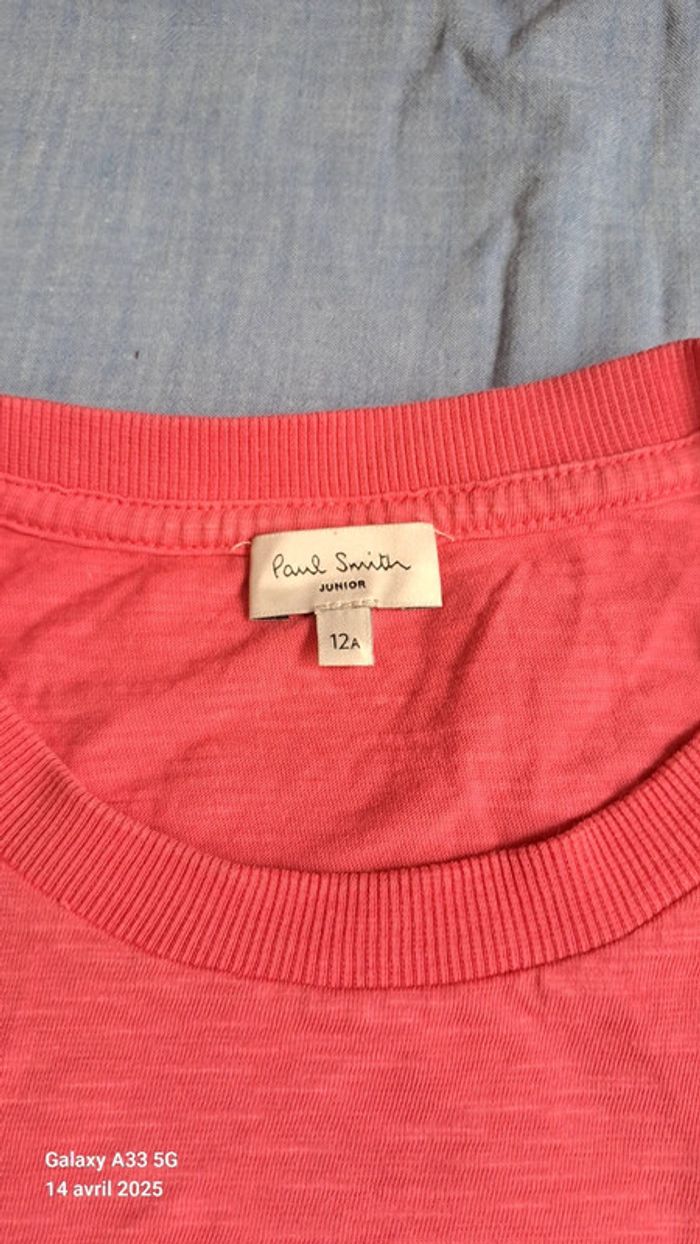 Paul Smith
JUNIOR
12A
Galaxy A33 5G
14 avril 2025